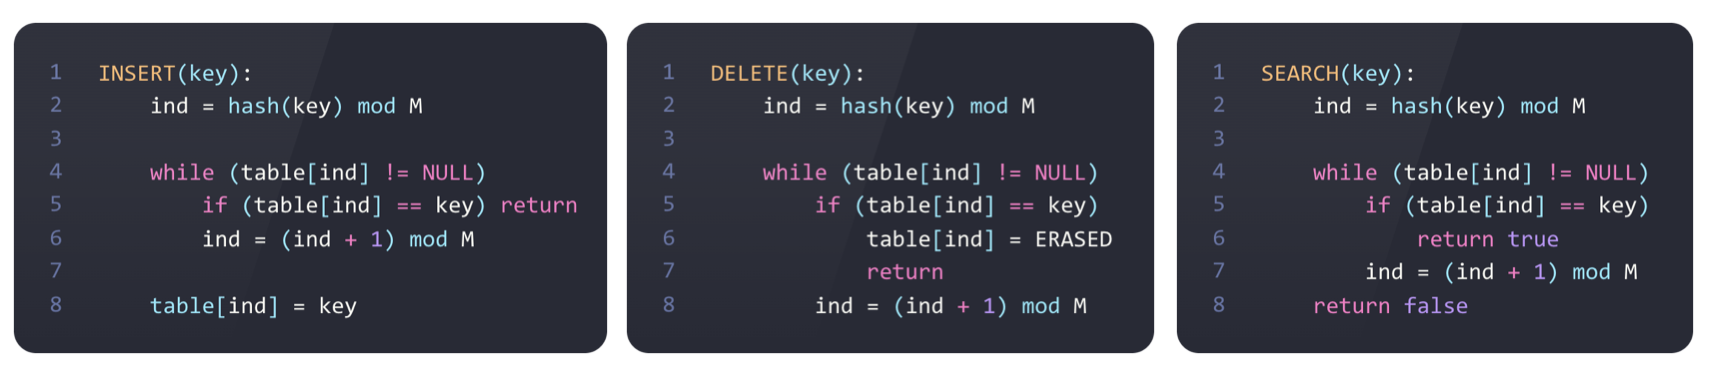 1 INSERT(key):
2 ind = hash(key) mod M
3
4 while (table[ind] != NULL)
5 if (table[ind] == key) return
6 ind = (ind + 1) mod M
7
8 table[ind] = key
1 DELETE(key):
2 ind = hash(key) mod M
3
4 while (table[ind] != NULL)
5 if (table[ind] == key)
6 table[ind] = ERASED
7 return
8 ind = (ind + 1) mod M
1 SEARCH(key):
2 ind = hash(key) mod M
3
4 while (table[ind] != NULL)
5 if (table[ind] == key)
6 return true
7 ind = (ind + 1) mod M
8 return false